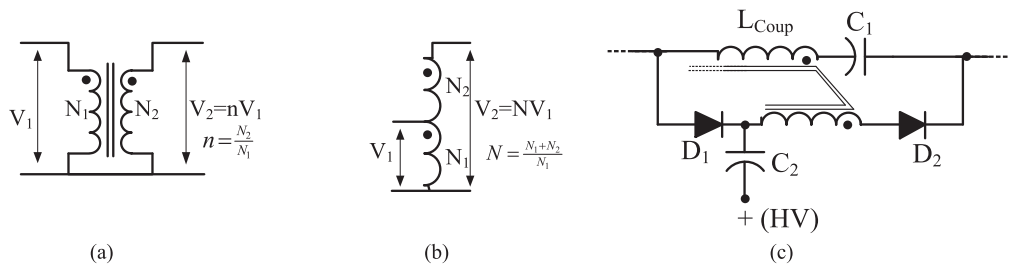 V1
N1
N2
V2=nV1
n = N2/N1
(a)
N2
V2=NV1
V1
N1
N = N1+N2/N1
(b)
LCoup
C1
D1
D2
C2
+ (HV)
(c)